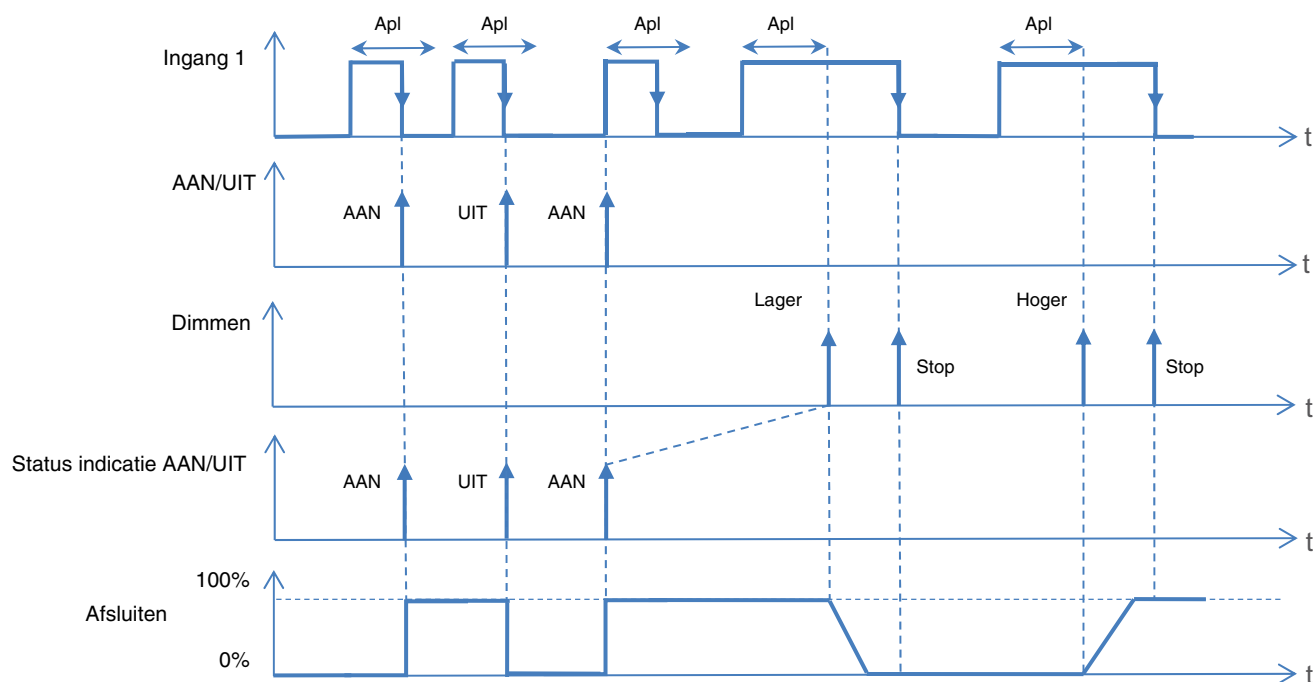 Apl Apl Apl Apl Apl
Ingang 1
t
AAN/UIT
AAN UIT AAN
t
Lager Hoger
Dimmen
Stop Stop
t
Status indicatie AAN/UIT
AAN UIT AAN
t
100%
Afsluiten
0%
t